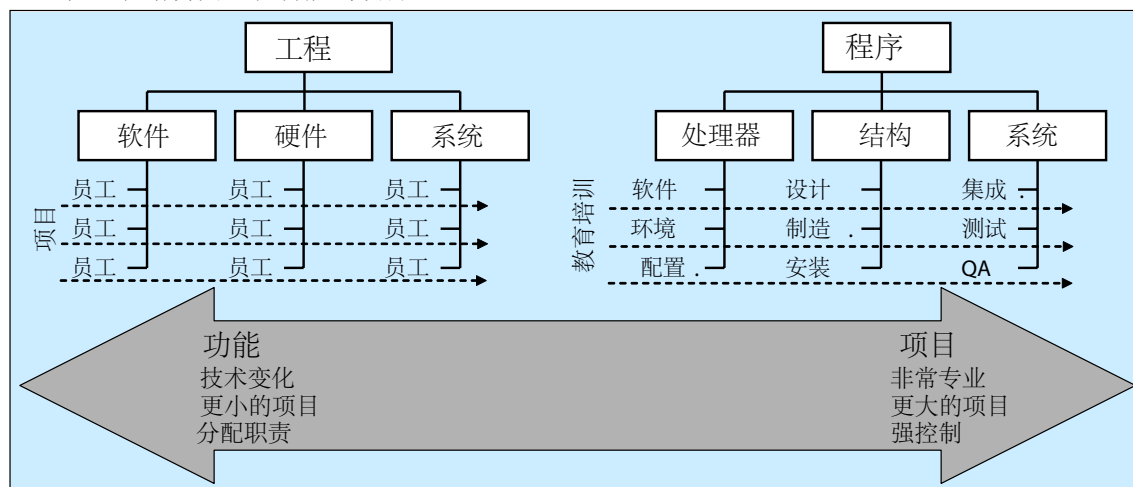 工程
软件 硬件 系统
项目
员工 员工 员工
员工 员工 员工
员工 员工 员工
程序
处理器 结构 系统
教育培训
软件 设计 集成 .
环境 制造 . 测试
配置 . 安装 QA
功能
技术变化
更小的项目
分配职责
项目
非常专业
更大的项目
强控制